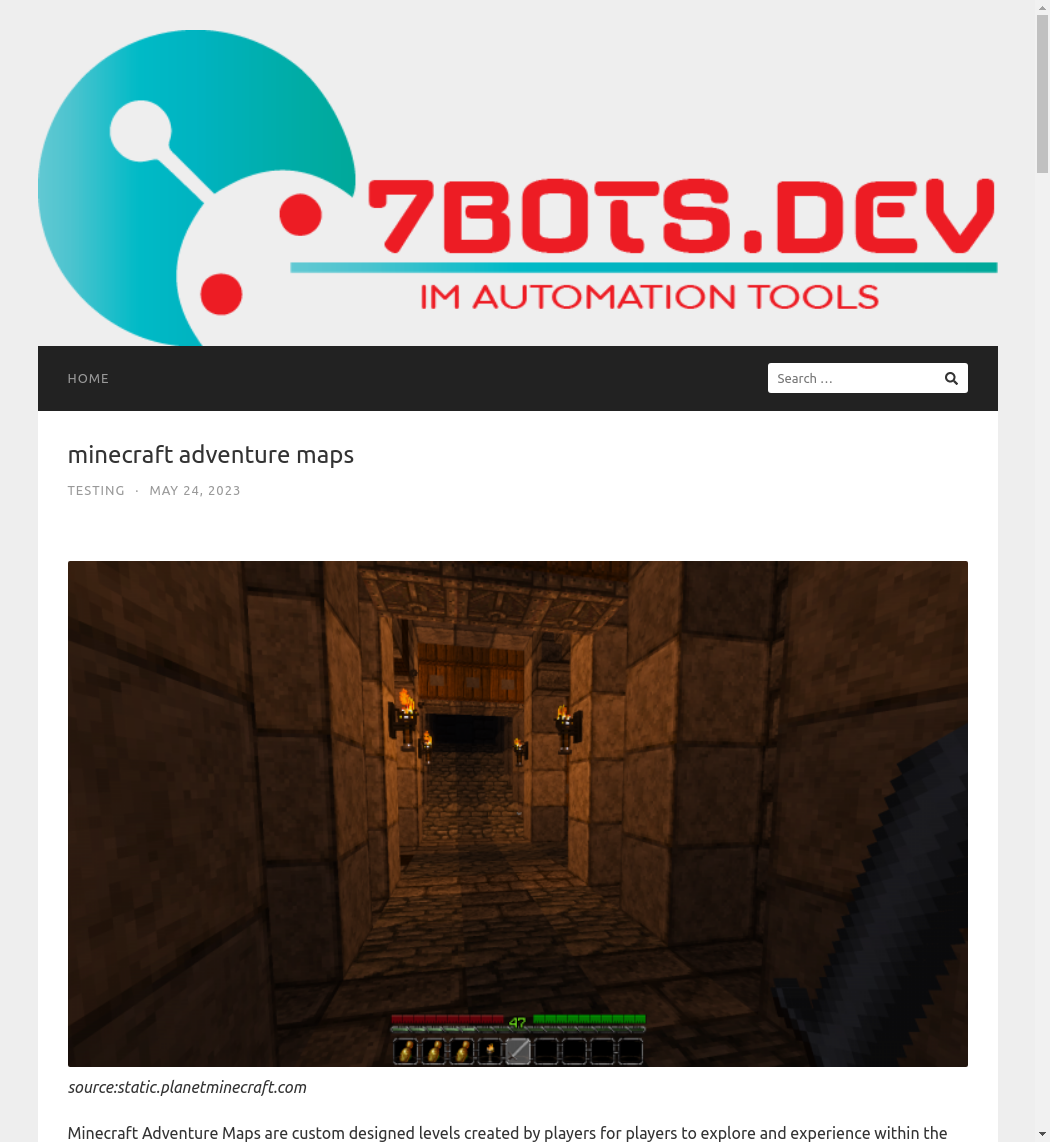 7BOTS.DEV
IM AUTOMATION TOOLS
HOME
Search …
minecraft adventure maps
TESTING · MAY 24, 2023
47
source:static.planetminecraft.com
Minecraft Adventure Maps are custom designed levels created by players for players to explore and experience within the